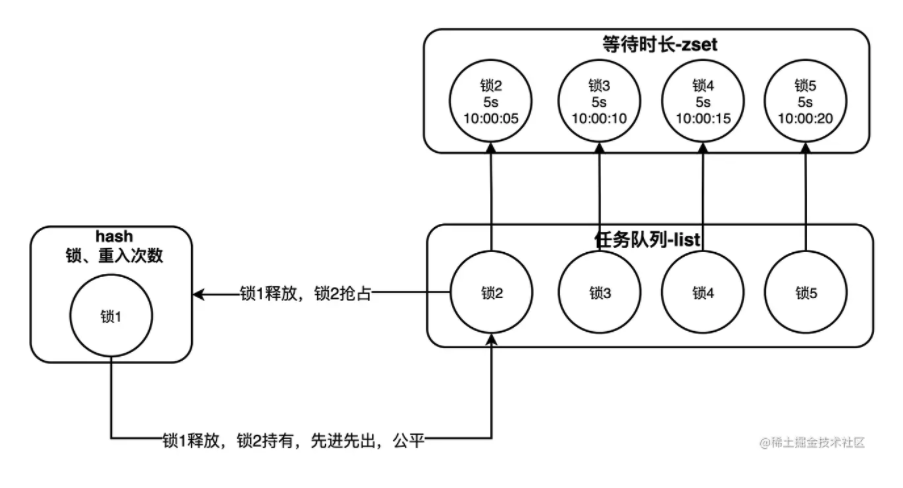 等待时长-zset
锁2
5s
10:00:05
锁3
5s
10:00:10
锁4
5s
10:00:15
锁5
5s
10:00:20
hash
锁、重入次数
锁1
任务队列-list
锁2
锁3
锁4
锁5
锁1释放，锁2抢占
锁1释放，锁2持有，先进先出，公平
@稀土掘金技术社区